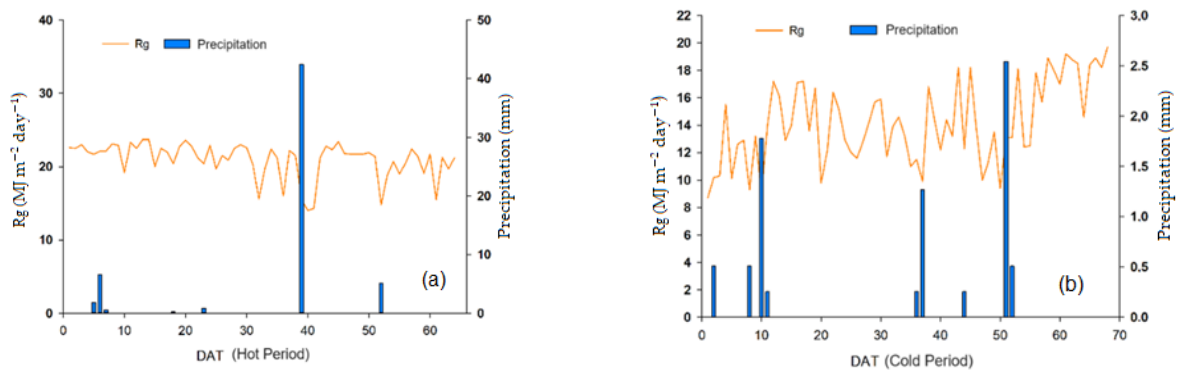 40
30
20
10
0
50
40
30
20
10
0
Rg
Precipitation
Rg (MJ m⁻² day⁻¹)
Precipitation (mm)
(a)
0 10 20 30 40 50 60
DAT (Hot Period)
22
20
18
16
14
12
10
8
6
4
2
0
3.0
2.5
2.0
1.5
1.0
0.5
0.0
Rg
Precipitation
Rg (MJ m⁻² day⁻¹)
Precipitation (mm)
(b)
0 10 20 30 40 50 60 70
DAT (Cold Period)